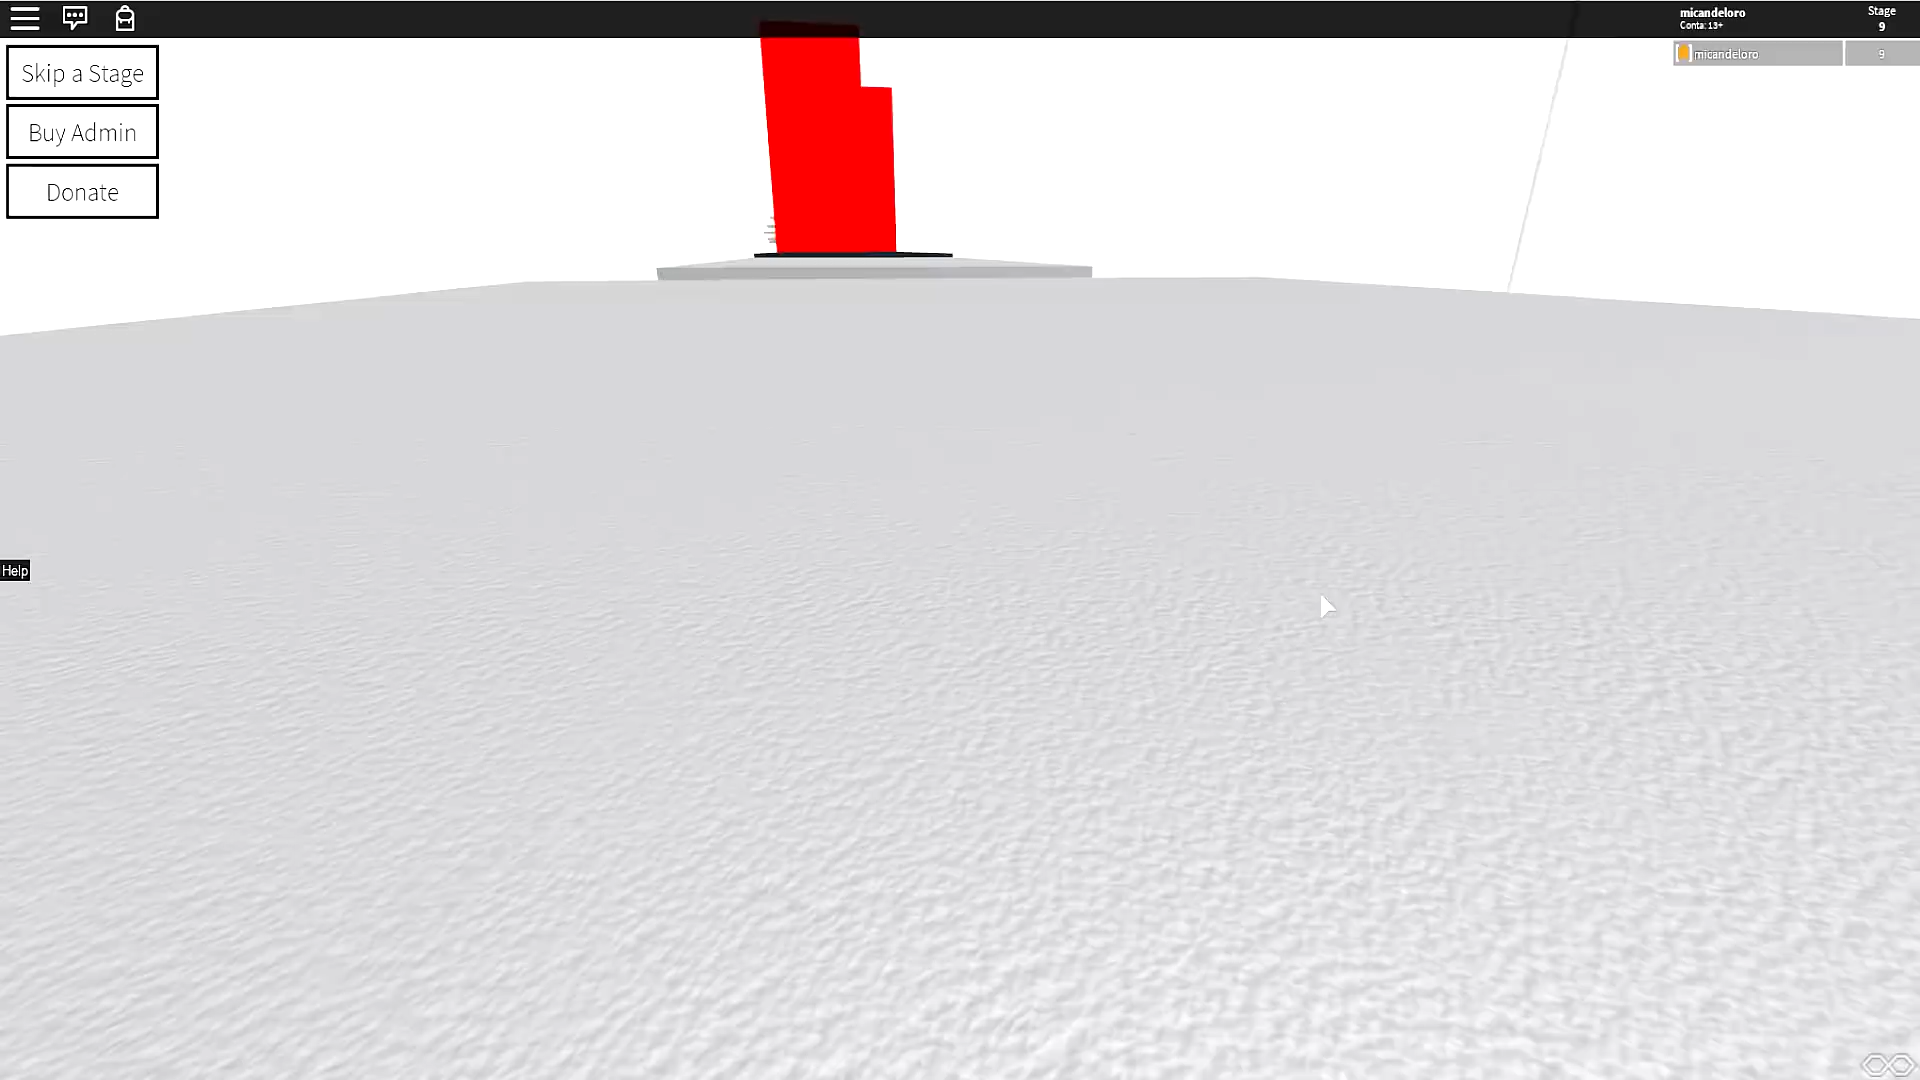 micandeloro
Conta: 13+
Stage
9
micandeloro
9
Skip a Stage
Buy Admin
Donate
Help